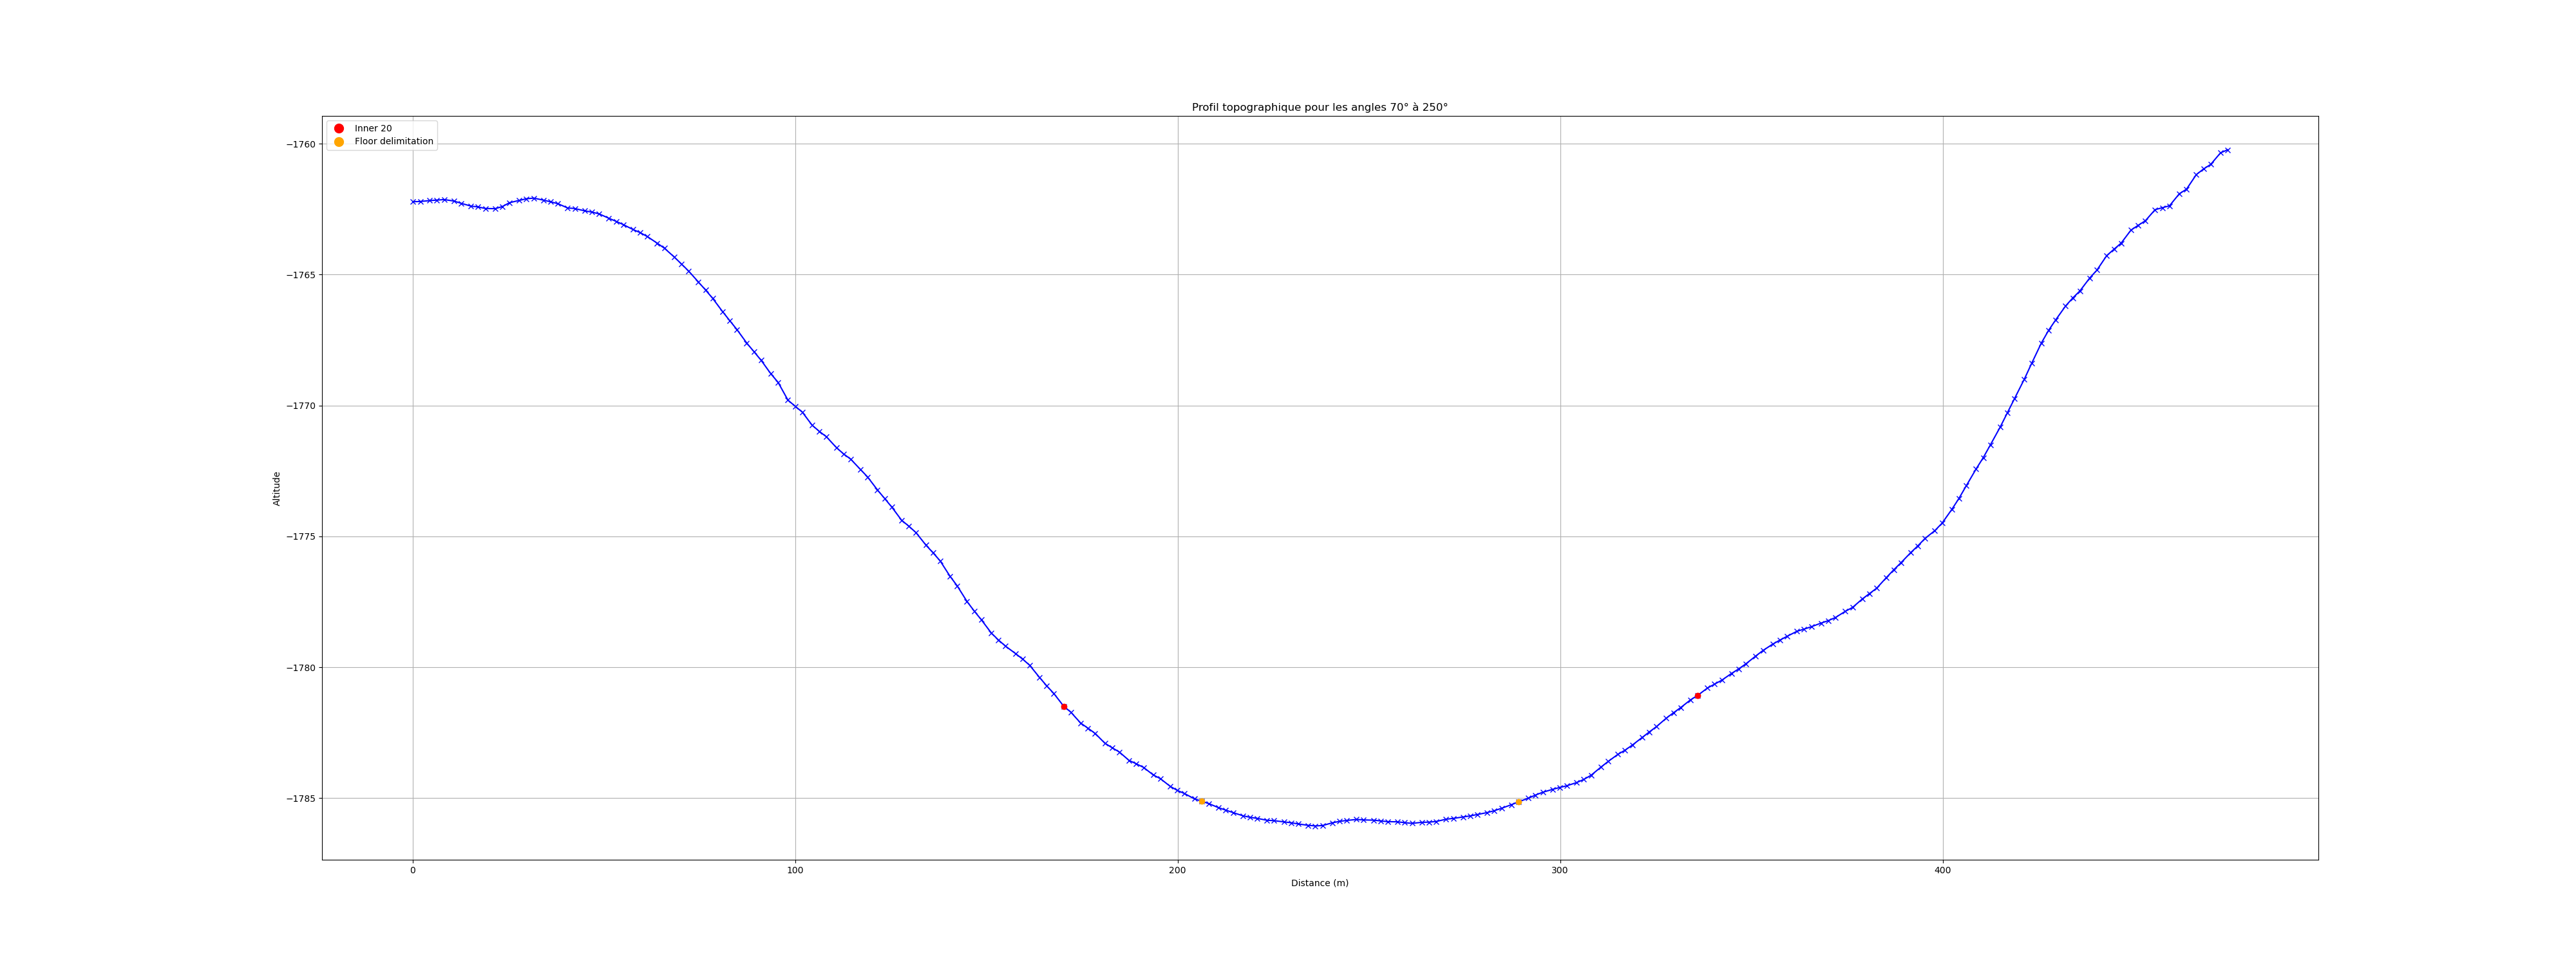 Profil topographique pour les angles 70° à 250°
Inner 20
Floor delimitation
−1760
−1765
−1770
−1775
−1780
−1785
Altitude
0 100 200 300 400
Distance (m)